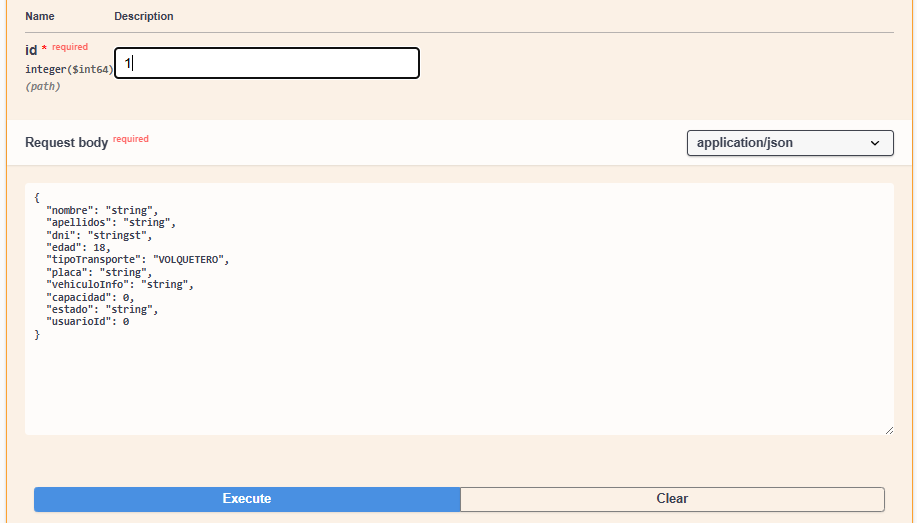 Name Description
id * required
1
integer($int64)
(path)
Request body required
application/json
{
  "nombre": "string",
  "apellidos": "string",
  "dni": "stringst",
  "edad": 18,
  "tipoTransporte": "VOLQUETERO",
  "placa": "string",
  "vehiculoInfo": "string",
  "capacidad": 0,
  "estado": "string",
  "usuarioId": 0
}
Execute Clear